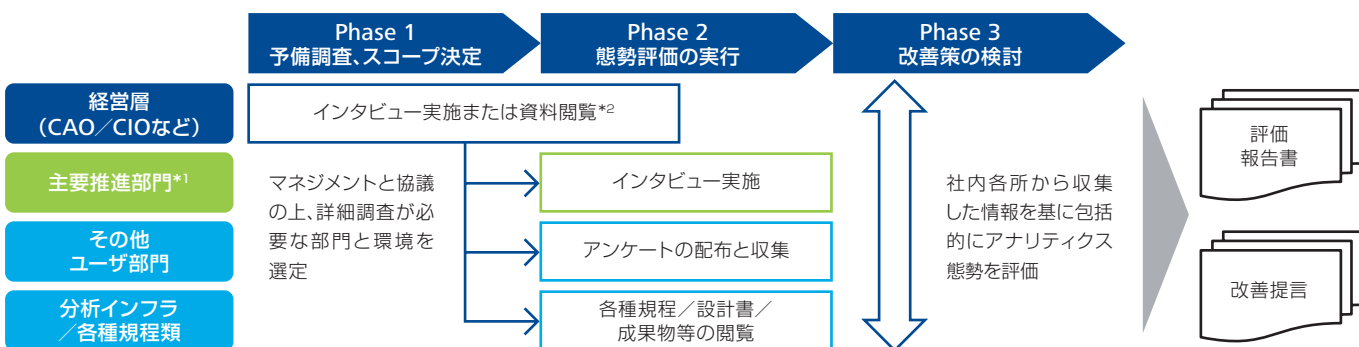 Phase 1
予備調査、スコープ決定
Phase 2
態勢評価の実行
Phase 3
改善策の検討
経営層
（CAO／CIOなど）
インタビュー実施または資料閲覧*2
主要推進部門*1
マネジメントと協議
の上、詳細調査が必
要な部門と環境を
選定
インタビュー実施
社内各所から収集
した情報を基に包括
的にアナリティクス
態勢を評価
その他
ユーザ部門
アンケートの配布と収集
分析インフラ
／各種規程類
各種規程／設計書／
成果物等の閲覧
評価
報告書
改善提言